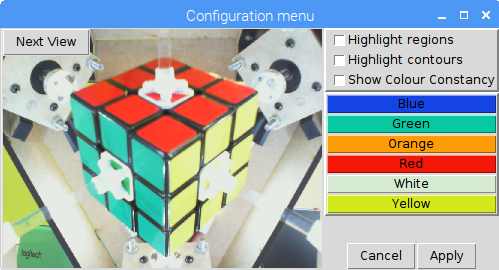 Configuration menu
Next View
Highlight regions
Highlight contours
Show Colour Constancy
Blue
Green
Orange
Red
White
Yellow
logitech
Cancel
Apply